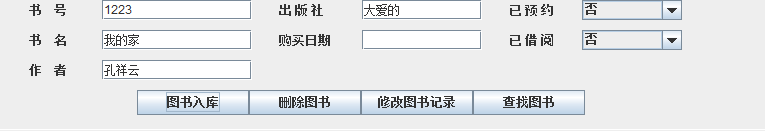 书 号 1223 出 版 社 大爱的 已 预 约 否
书 名 我的家 购买日期 已 借 阅 否
作 者 孔祥云
图书入库 删除图书 修改图书记录 查找图书